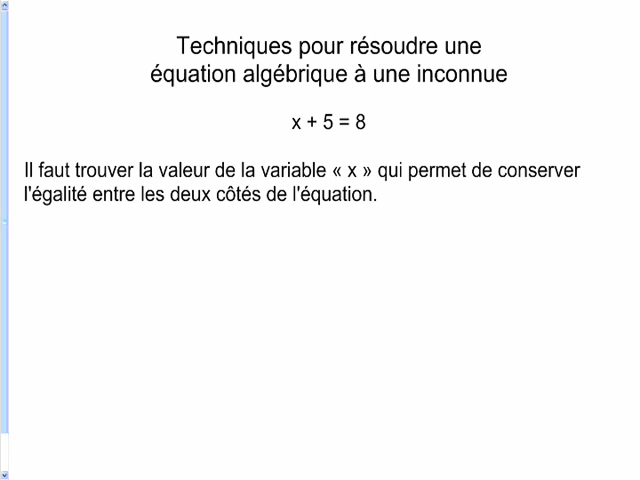 Techniques pour résoudre une
équation algébrique à une inconnue
x + 5 = 8
Il faut trouver la valeur de la variable « x » qui permet de conserver
l'égalité entre les deux côtés de l'équation.